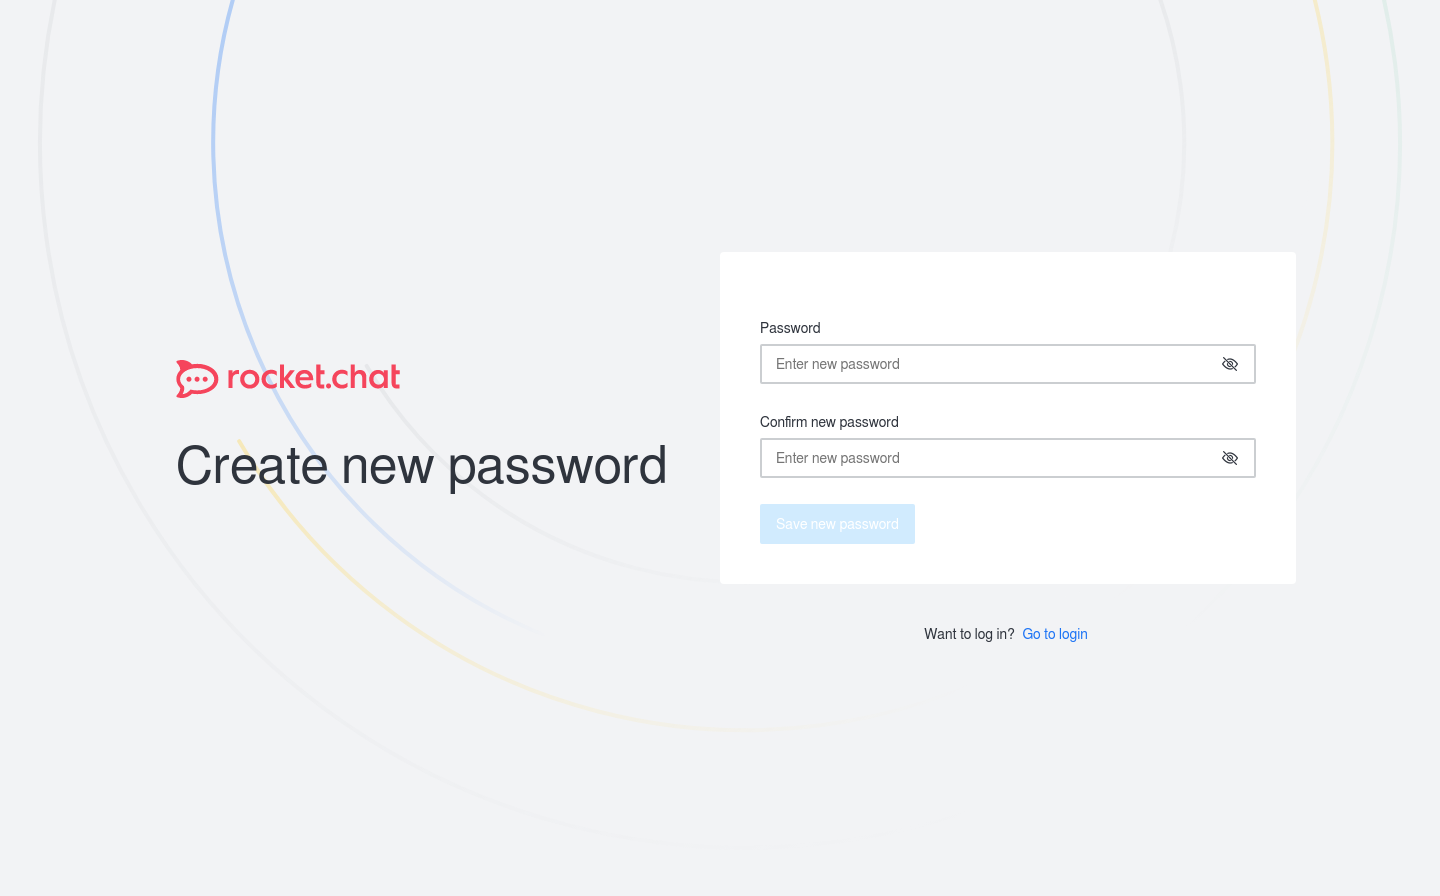 rocket.chat
Create new password
Password
Enter new password
Confirm new password
Enter new password
Save new password
Want to log in? Go to login